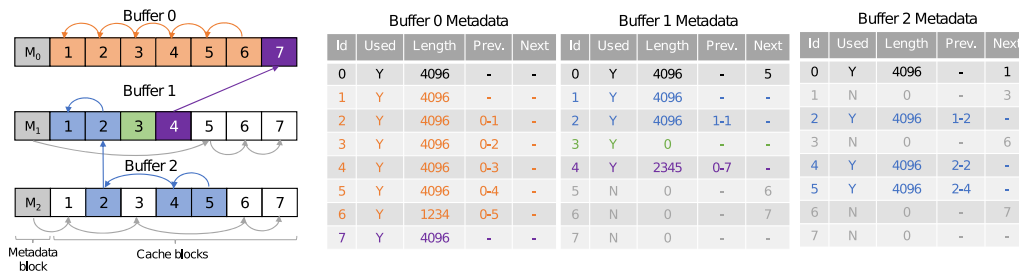 Buffer 0
M0 1 2 3 4 5 6 7
Buffer 1
M1 1 2 3 4 5 6 7
Buffer 2
M2 1 2 3 4 5 6 7
Metadata block
Cache blocks
Buffer 0 Metadata
Id Used Length Prev. Next
0 Y 4096 - -
1 Y 4096 - -
2 Y 4096 0-1 -
3 Y 4096 0-2 -
4 Y 4096 0-3 -
5 Y 4096 0-4 -
6 Y 1234 0-5 -
7 Y 4096 - -
Buffer 1 Metadata
Id Used Length Prev. Next
0 Y 4096 - 5
1 Y 4096 - -
2 Y 4096 1-1 -
3 Y 0 - -
4 Y 2345 0-7 -
5 N 0 - 6
6 N 0 - 7
7 N 0 - -
Buffer 2 Metadata
Id Used Length Prev. Next
0 Y 4096 - 1
1 N 0 - 3
2 Y 4096 1-2 -
3 N 0 - 6
4 Y 4096 2-2 -
5 Y 4096 2-4 -
6 N 0 - 7
7 N 0 - -